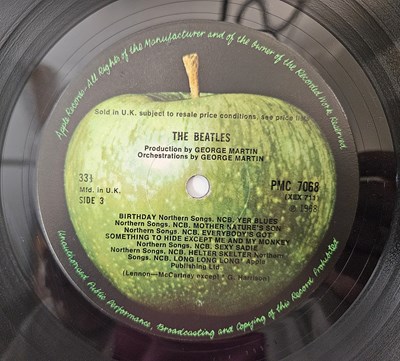 Apple Records - All Rights of the Manufacturer and of the Owner of the Recorded Work Reserved
Sold in U.K. subject to resale price conditions, see price lists
THE BEATLES
Production by GEORGE MARTIN
Orchestrations by GEORGE MARTIN
33⅓
Mfd. in U.K.
SIDE 3
PMC 7068
(XEX 711)
℗ 1968
BIRTHDAY Northern Songs. NCB. YER BLUES
Northern Songs. NCB. MOTHER NATURE'S SON
Northern Songs. NCB. EVERYBODY'S GOT
SOMETHING TO HIDE EXCEPT ME AND MY MONKEY
Northern Songs. NCB. SEXY SADIE
Northern Songs. NCB. HELTER SKELTER Northern
Songs. NCB. LONG LONG LONG! Apple
Publishing Ltd.
(Lennon—McCartney except * G. Harrison)
Unauthorized Public Performance, Broadcasting and Copying of this Record Prohibited